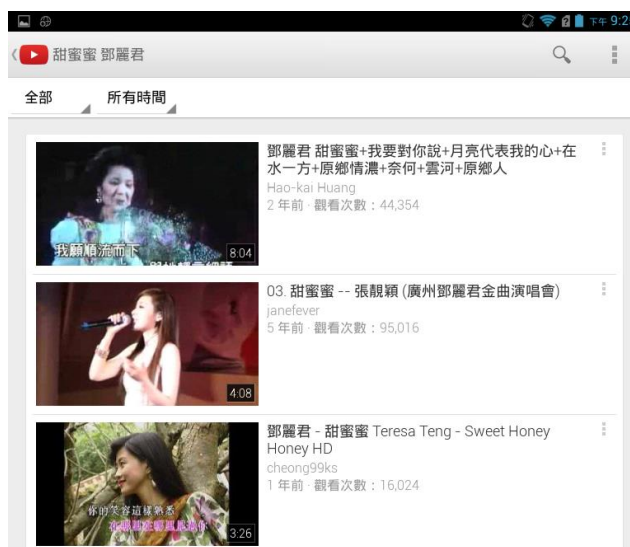 下午 9:2
甜蜜蜜 鄧麗君
全部 所有時間
鄧麗君 甜蜜蜜+我要對你說+月亮代表我的心+在
水一方+原鄉情濃+奈何+雲河+原鄉人
Hao-kai Huang
2 年前 · 觀看次數：44,354
我願順流而下
8:04
03. 甜蜜蜜 -- 張靚穎 (廣州鄧麗君金曲演唱會)
janefever
5 年前 · 觀看次數：95,016
4:08
鄧麗君 - 甜蜜蜜 Teresa Teng - Sweet Honey
Honey HD
cheong99ks
1 年前 · 觀看次數：16,024
你的笑容這樣熟悉
3:26